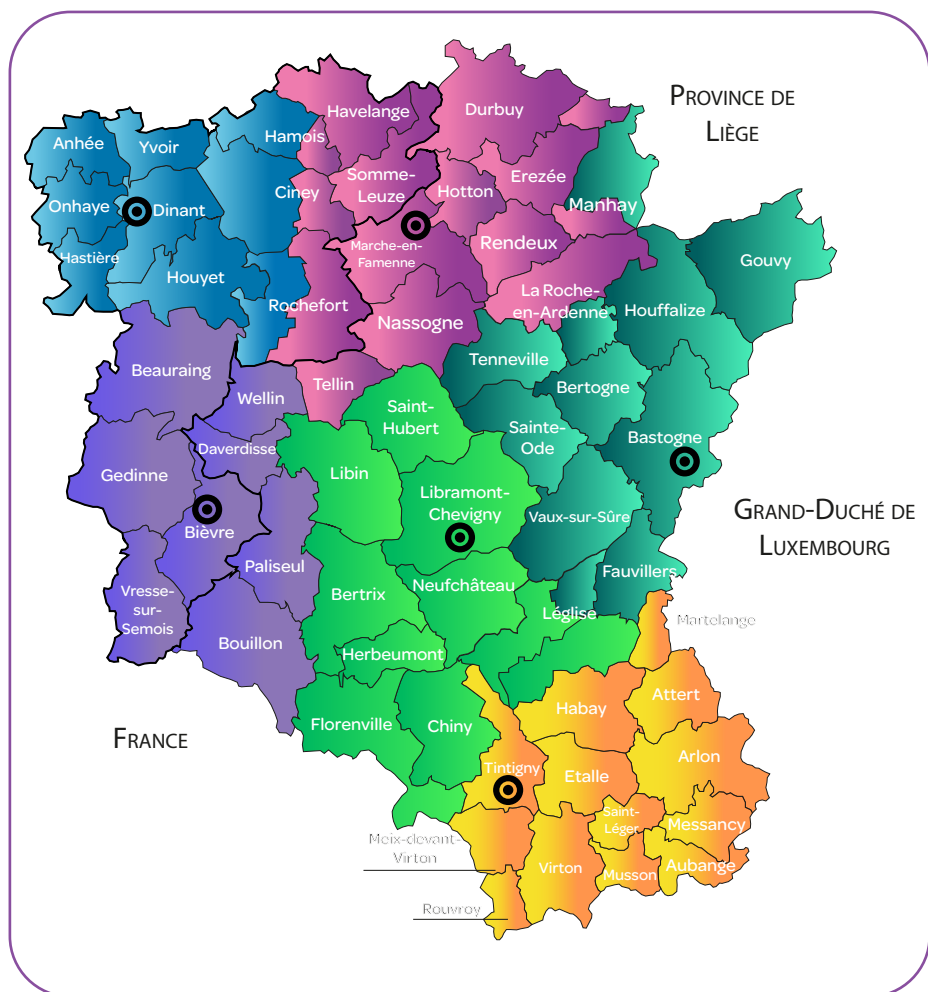 Province de
Liège
Havelange
Durbuy
Hamois
Anhée
Yvoir
Somme-
Leuze
Erezée
Ciney
Hotton
Onhaye
Dinant
Manhay
Rendeux
Marche-en-
Famenne
Hastière
Gouvy
Houyet
La Roche-
en-Ardenne
Rochefort
Houffalize
Nassogne
Tenneville
Beauraing
Tellin
Bertogne
Wellin
Saint-
Hubert
Sainte-
Ode
Bastogne
Daverdisse
Gedinne
Libin
Libramont-
Chevigny
Grand-Duché de
Luxembourg
Vaux-sur-Sûre
Bièvre
Paliseul
Fauvillers
Neufchâteau
Bertrix
Vresse-
sur-
Semois
Léglise
Martelange
Bouillon
Herbeumont
Attert
Habay
Florenville
Chiny
France
Arlon
Tintigny
Etalle
Saint-
Léger
Messancy
Meix-devant-
Virton
Virton
Musson
Aubange
Rouvroy